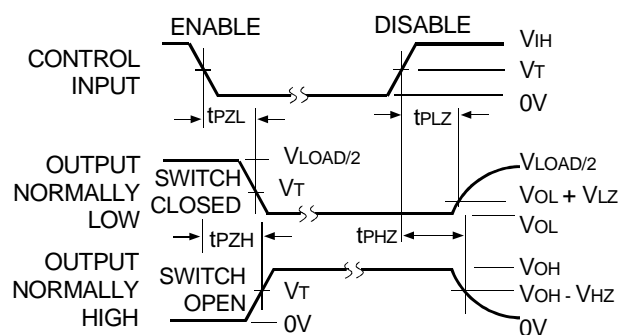 ENABLE
DISABLE
CONTROL
INPUT
VIH
VT
0V
tPZL
tPLZ
OUTPUT
NORMALLY
LOW
SWITCH
CLOSED
VLOAD/2
VT
VLOAD/2
VOL + VLZ
VOL
tPZH
tPHZ
OUTPUT
NORMALLY
HIGH
SWITCH
OPEN
VT
0V
VOH
VOH - VHZ
0V